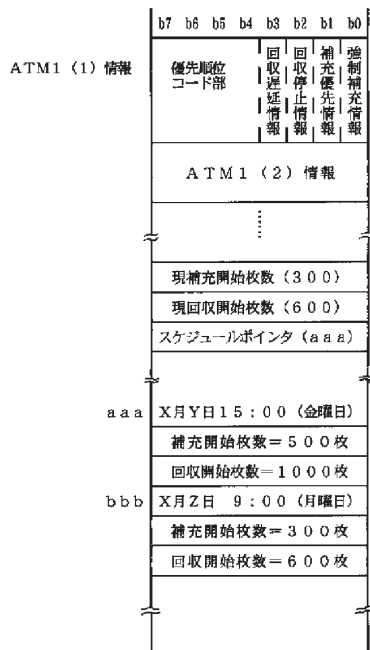 b7 b6 b5 b4 b3 b2 b1 b0
ATM1(1)情報
優先順位
コード部
回収遅延情報
回収停止情報
補充優先情報
強制補充情報
ATM1(2)情報
現補充開始枚数(300)
現回収開始枚数(600)
スケジュールポインタ(aaa)
aaa X月Y日15:00(金曜日)
補充開始枚数=500枚
回収開始枚数=1000枚
bbb X月Z日 9:00(月曜日)
補充開始枚数=300枚
回収開始枚数=600枚